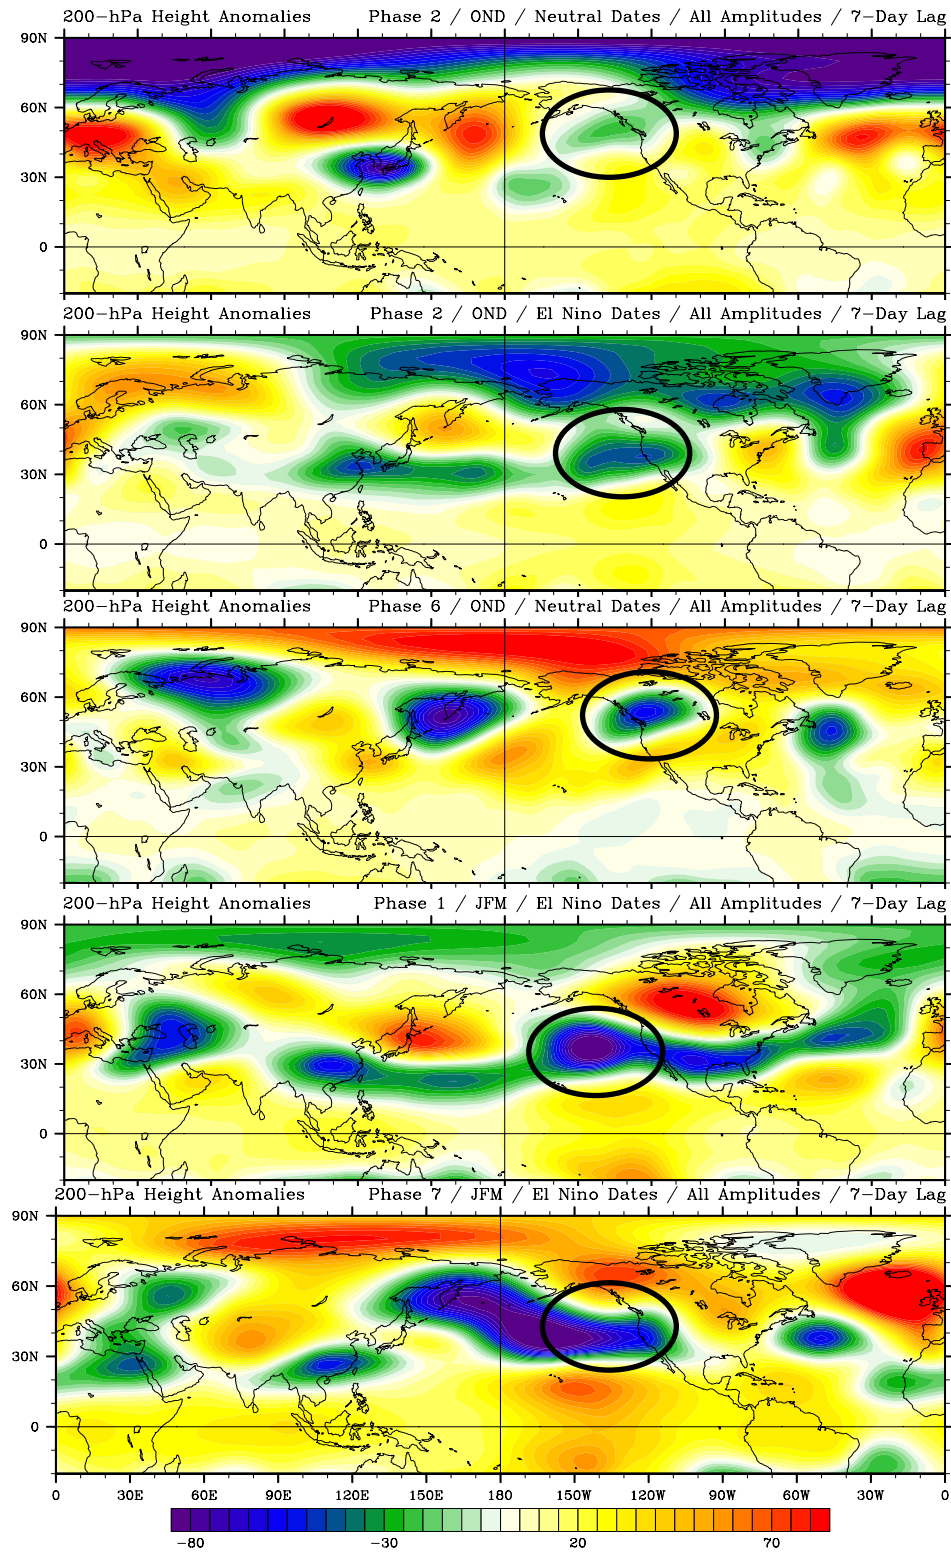 200-hPa Height Anomalies Phase 2 / OND / Neutral Dates / All Amplitudes / 7-Day Lag
90N
60N
30N
0
200-hPa Height Anomalies Phase 2 / OND / El Nino Dates / All Amplitudes / 7-Day Lag
90N
60N
30N
0
200-hPa Height Anomalies Phase 6 / OND / Neutral Dates / All Amplitudes / 7-Day Lag
90N
60N
30N
0
200-hPa Height Anomalies Phase 1 / JFM / El Nino Dates / All Amplitudes / 7-Day Lag
90N
60N
30N
0
200-hPa Height Anomalies Phase 7 / JFM / El Nino Dates / All Amplitudes / 7-Day Lag
90N
60N
30N
0
0 30E 60E 90E 120E 150E 180 150W 120W 90W 60W 30W 0
-80 -30 20 70